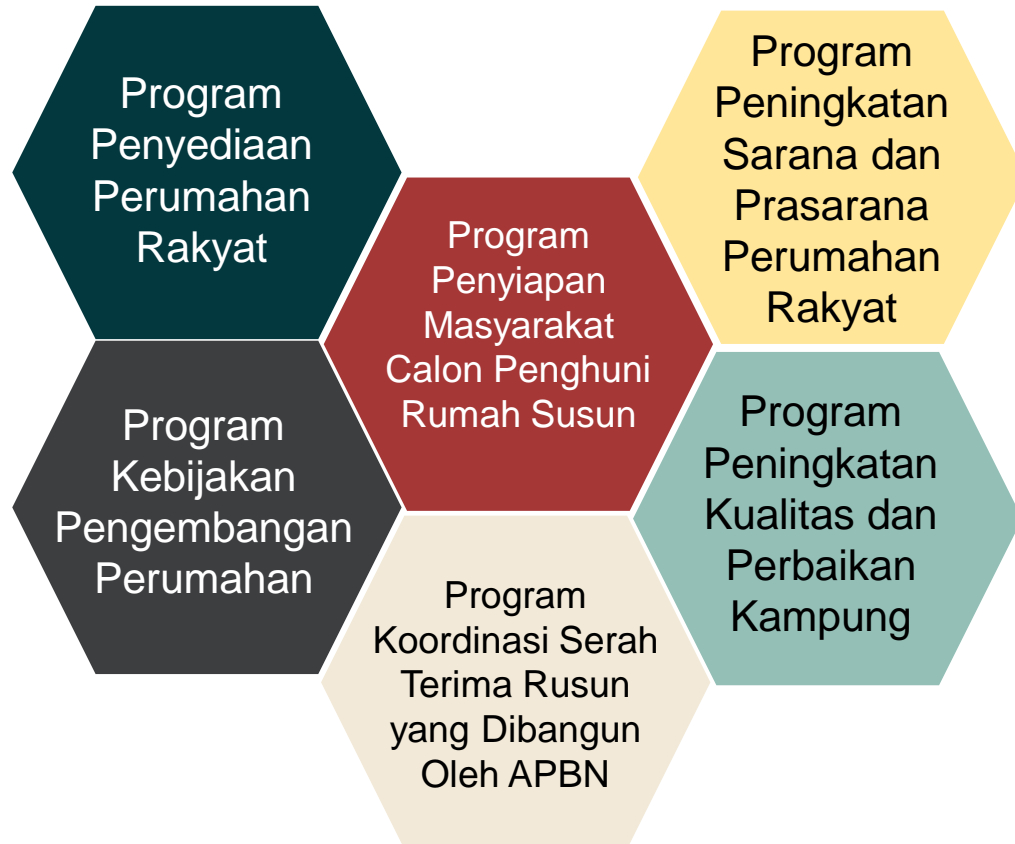 Program
Penyediaan
Perumahan
Rakyat
Program
Peningkatan
Sarana dan
Prasarana
Perumahan
Rakyat
Program
Penyiapan
Masyarakat
Calon Penghuni
Rumah Susun
Program
Kebijakan
Pengembangan
Perumahan
Program
Peningkatan
Kualitas dan
Perbaikan
Kampung
Program
Koordinasi Serah
Terima Rusun
yang Dibangun
Oleh APBN